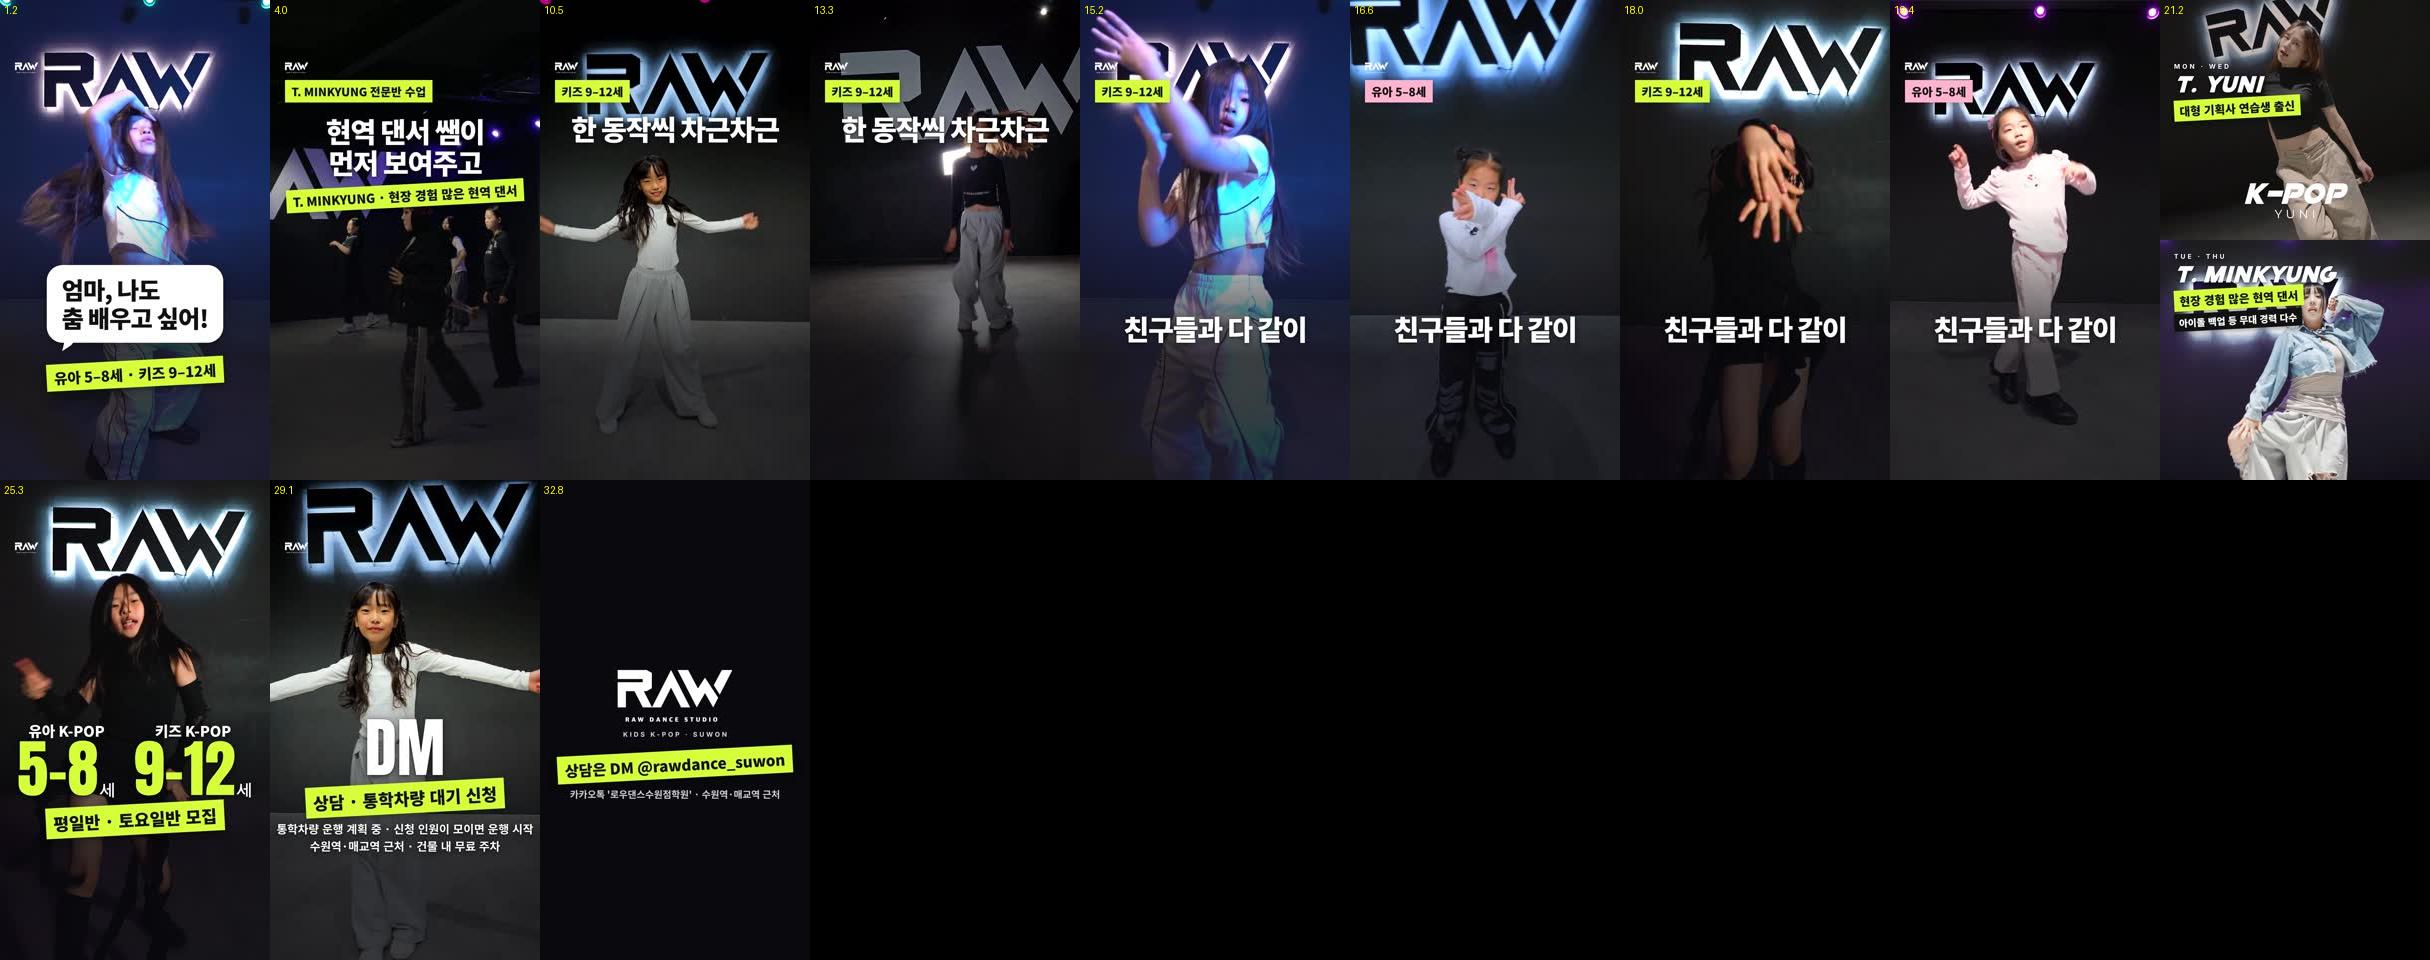 1.2
RAW
RAW
엄마, 나도
춤 배우고 싶어!
유아 5-8세 · 키즈 9-12세
4.0
RAW
T. MINKYUNG 전문반 수업
현역 댄서 쌤이
먼저 보여주고
T. MINKYUNG · 현장 경험 많은 현역 댄서
10.5
RAW
RAW
키즈 9-12세
한 동작씩 차근차근
13.3
RAW
RAW
키즈 9-12세
한 동작씩 차근차근
15.2
RAW
RAW
키즈 9-12세
친구들과 다 같이
16.6
RAW
RAW
유아 5-8세
친구들과 다 같이
18.0
RAW
RAW
키즈 9-12세
친구들과 다 같이
RAW
RAW
유아 5-8세
친구들과 다 같이
21.2
RAW
MON · WED
T. YUNI
대형 기획사 연습생 출신
K-POP
YUNI
TUE · THU
T. MINKYUNG
현장 경험 많은 현역 댄서
아이돌 백업 등 무대 경력 다수
25.3
RAW
RAW
유아 K-POP
5-8세
키즈 K-POP
9-12세
평일반 · 토요일반 모집
29.1
RAW
RAW
DM
상담 · 통학차량 대기 신청
통학차량 운행 계획 중 · 신청 인원이 모이면 운행 시작
수원역·매교역 근처 · 건물 내 무료 주차
32.8
RAW
RAW DANCE STUDIO
KIDS K-POP · SUWON
상담은 DM @rawdance_suwon
카카오톡 '로우댄스수원점학원' · 수원역·매교역 근처